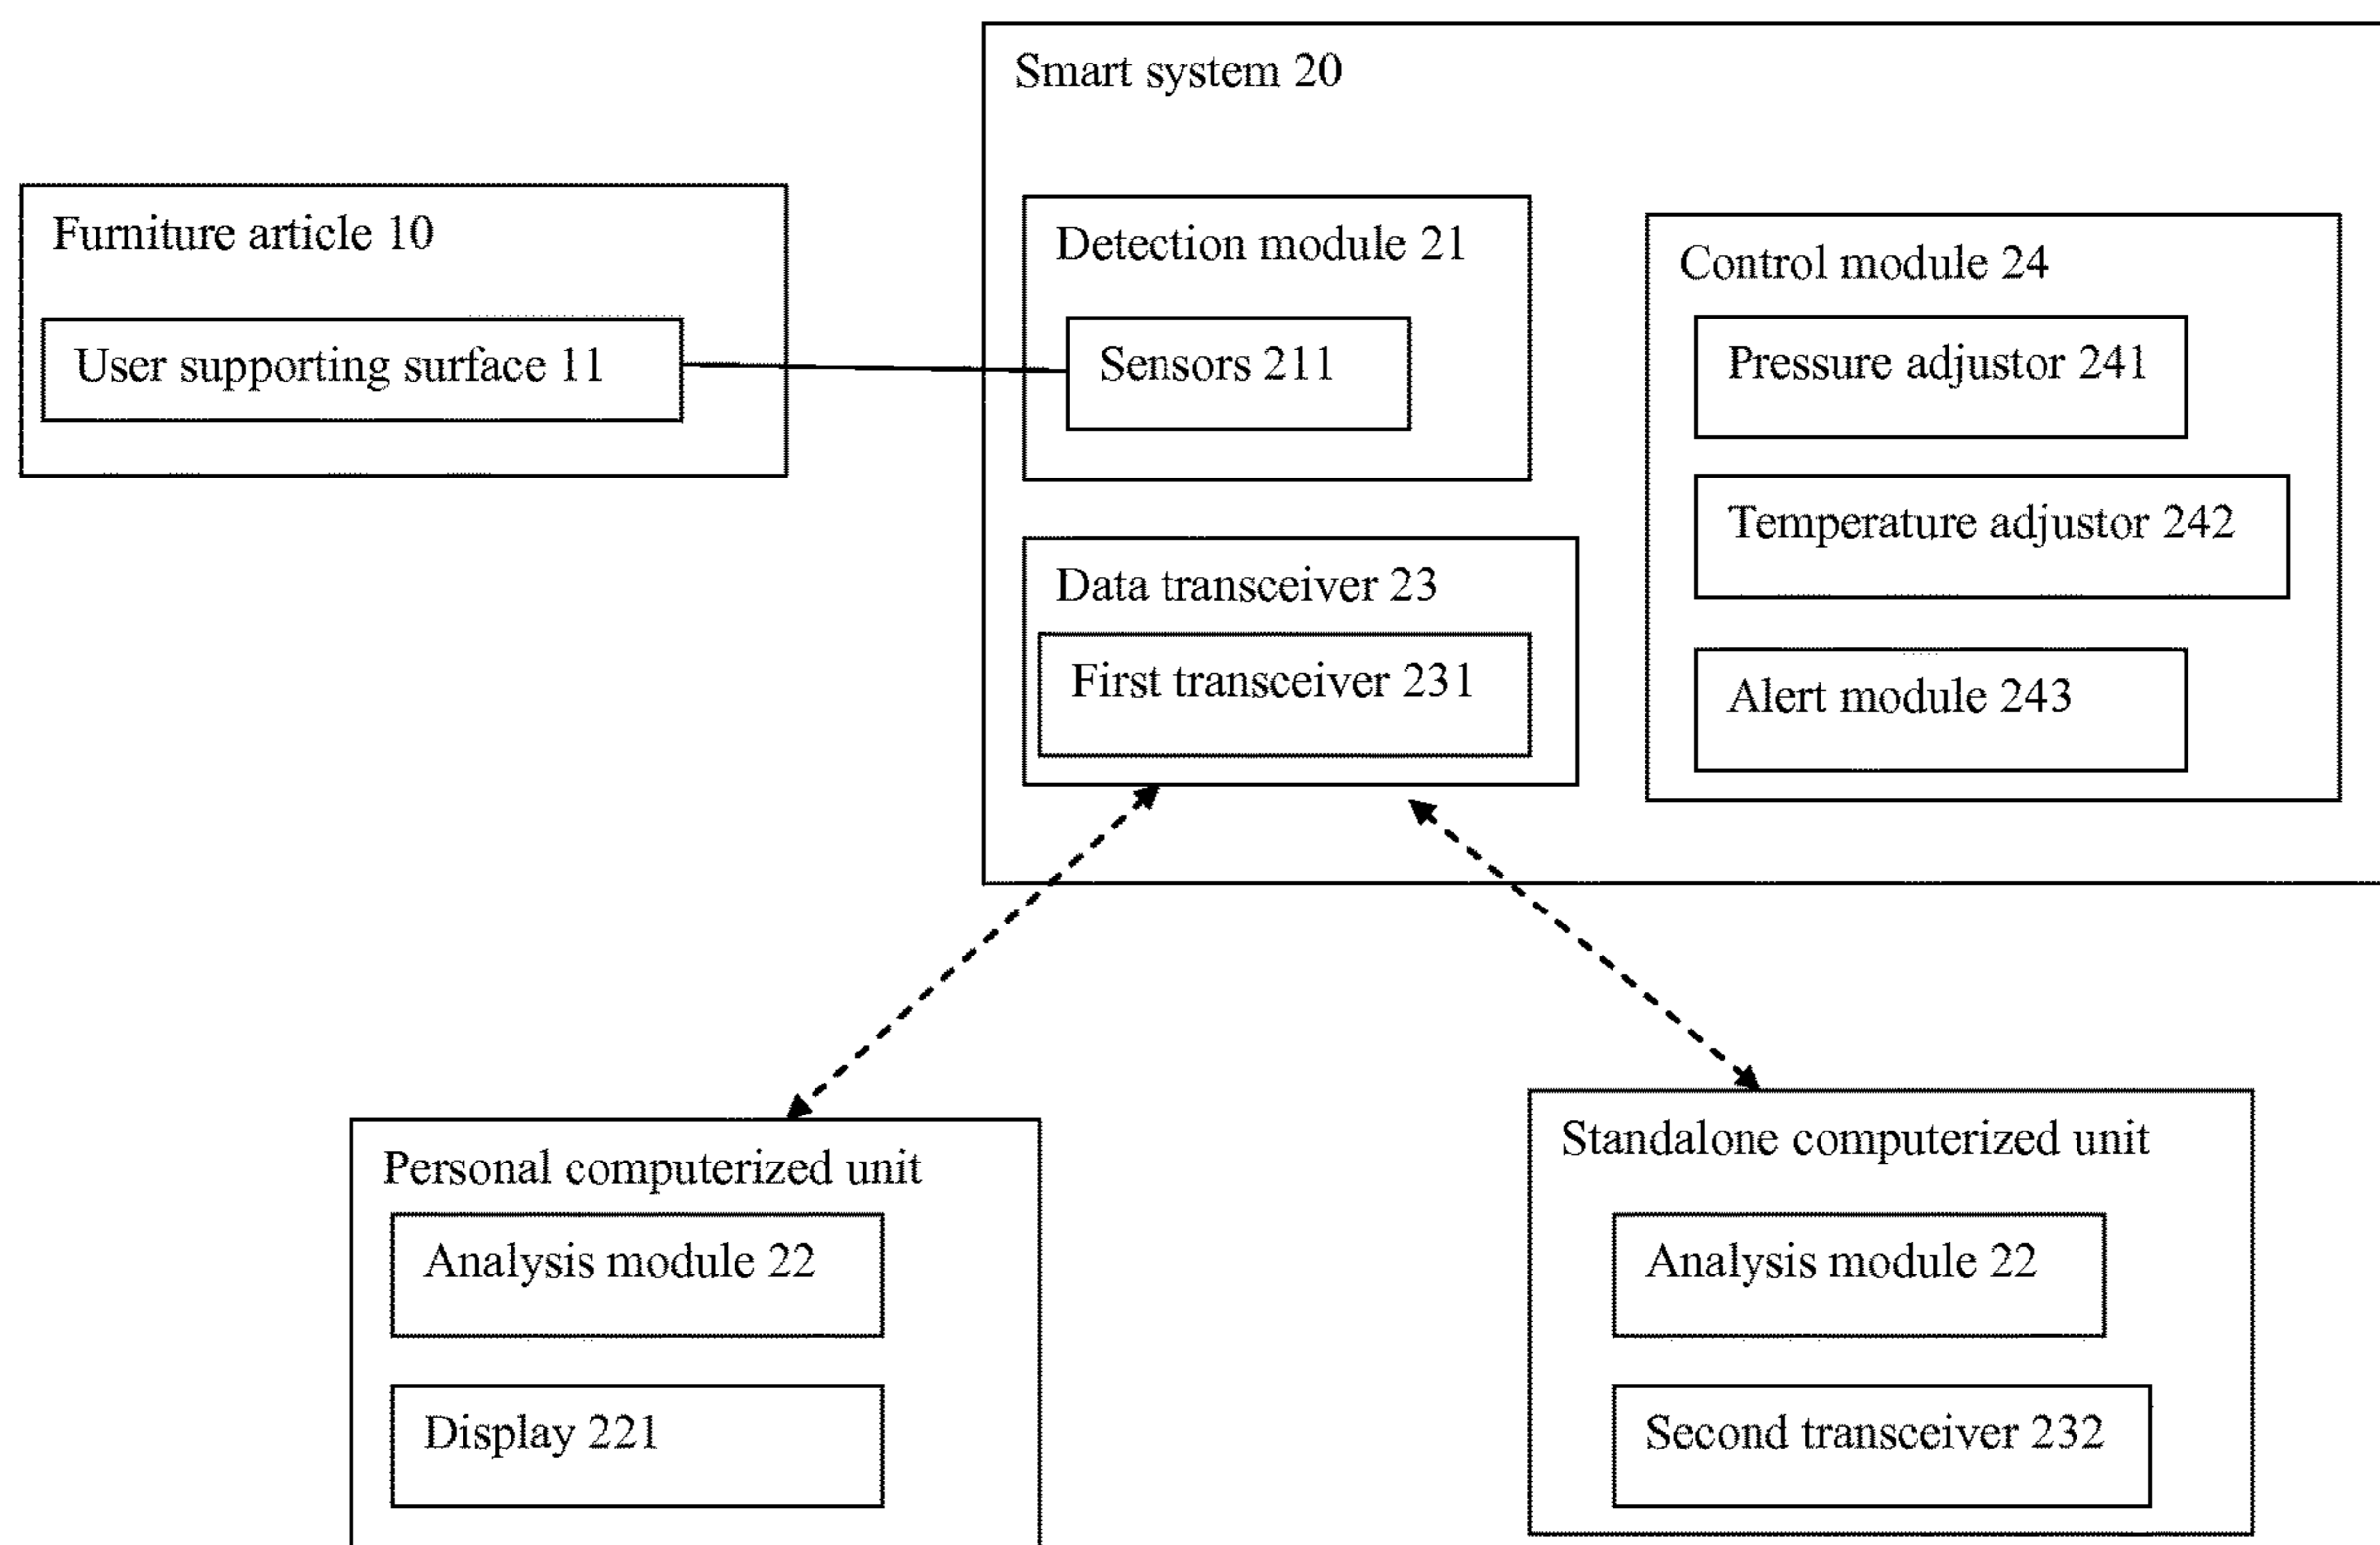 Smart system 20
Furniture article 10
User supporting surface 11
Detection module 21
Sensors 211
Data transceiver 23
First transceiver 231
Control module 24
Pressure adjustor 241
Temperature adjustor 242
Alert module 243
Personal computerized unit
Analysis module 22
Display 221
Standalone computerized unit
Analysis module 22
Second transceiver 232